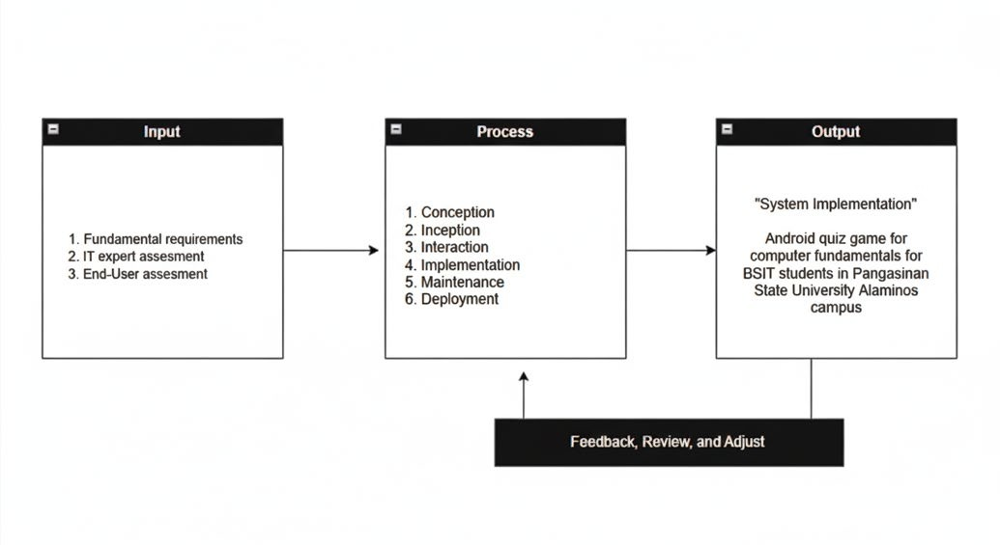 Input
1. Fundamental requirements
2. IT expert assesment
3. End-User assesment
Process
1. Conception
2. Inception
3. Interaction
4. Implementation
5. Maintenance
6. Deployment
Output
"System Implementation"
Android quiz game for
computer fundamentals for
BSIT students in Pangasinan
State University Alaminos
campus
Feedback, Review, and Adjust